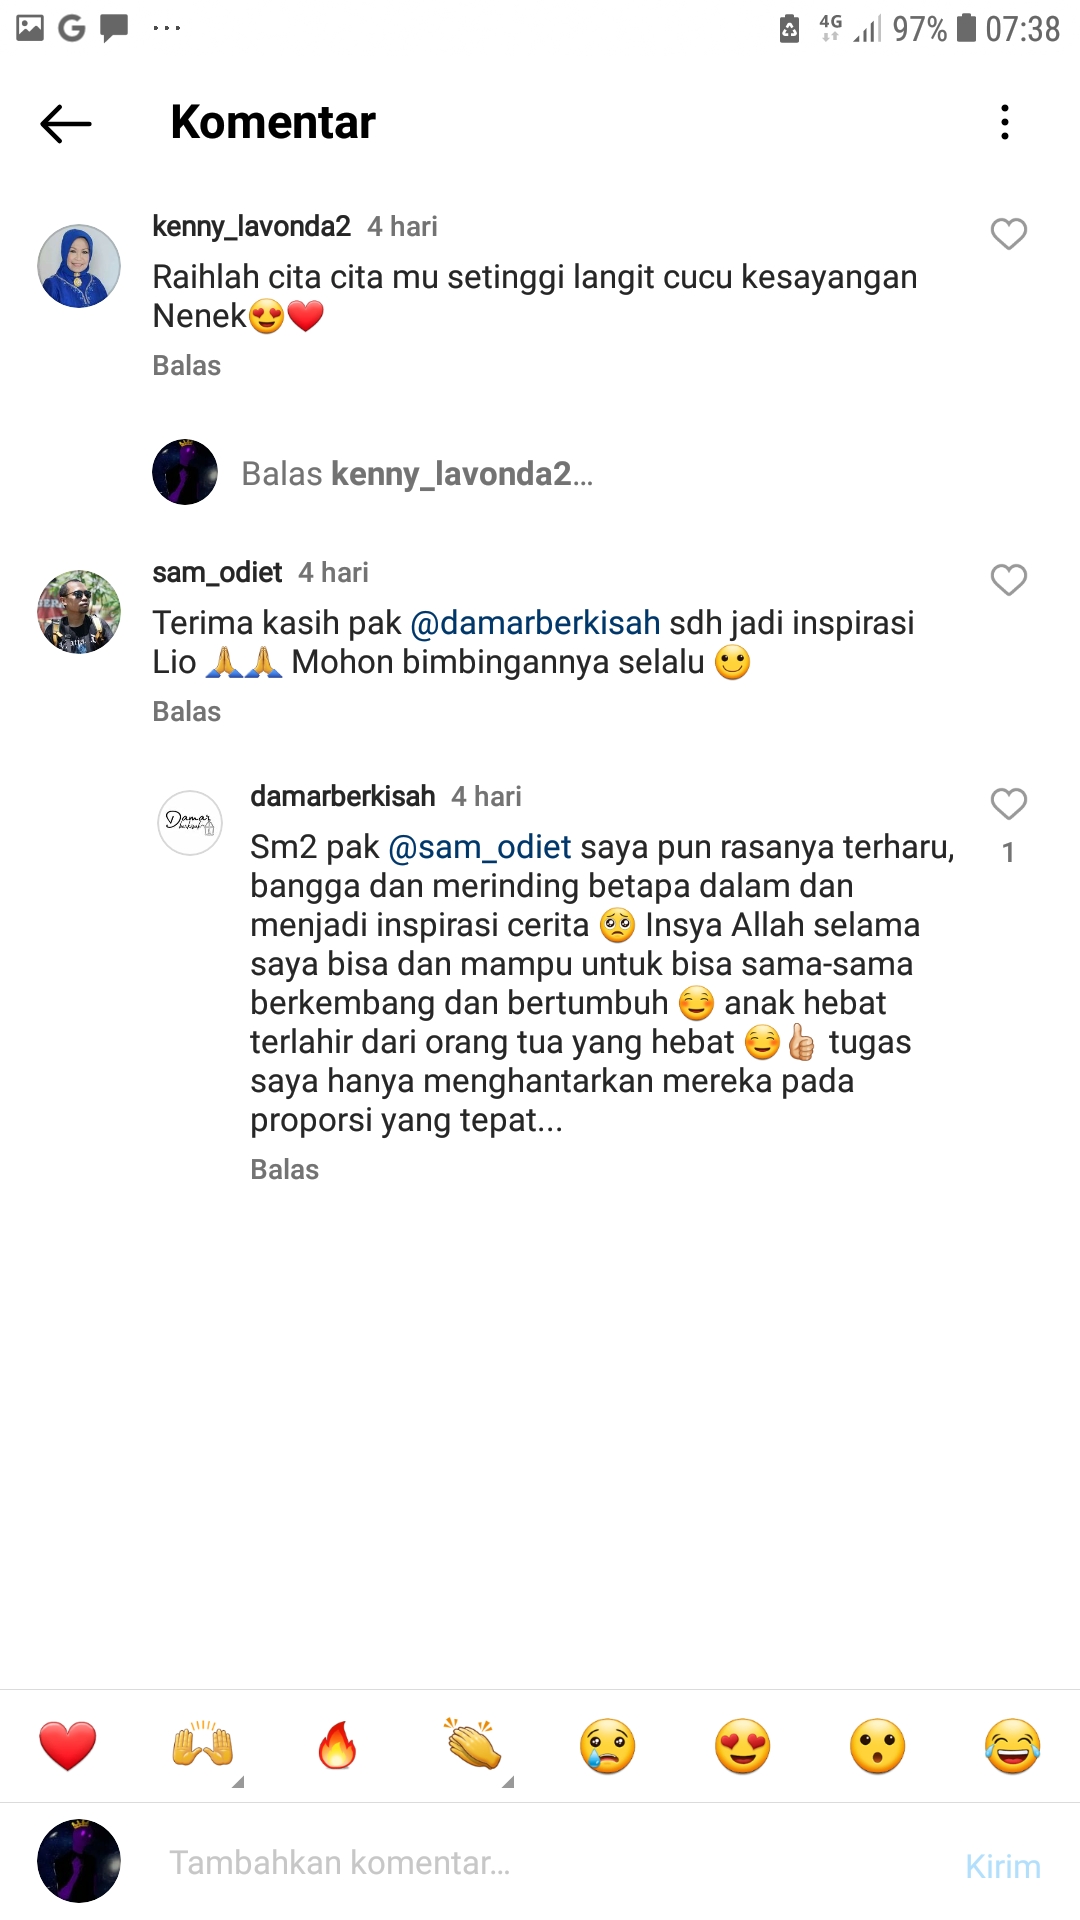 4G 97% 07:38
Komentar
kenny_lavonda2 4 hari
Raihlah cita cita mu setinggi langit cucu kesayangan
Nenek😍❤️
Balas
Balas kenny_lavonda2...
sam_odiet 4 hari
Terima kasih pak @damarberkisah sdh jadi inspirasi
Lio 🙏🙏 Mohon bimbingannya selalu 🙂
Balas
Damar
berkisah
damarberkisah 4 hari
Sm2 pak @sam_odiet saya pun rasanya terharu,
1
bangga dan merinding betapa dalam dan
menjadi inspirasi cerita 🥺 Insya Allah selama
saya bisa dan mampu untuk bisa sama-sama
berkembang dan bertumbuh ☺️ anak hebat
terlahir dari orang tua yang hebat ☺️👍🏻 tugas
saya hanya menghantarkan mereka pada
proporsi yang tepat...
Balas
❤️ 🙌 🔥 👏 😢 😍 😮 😂
Tambahkan komentar...
Kirim